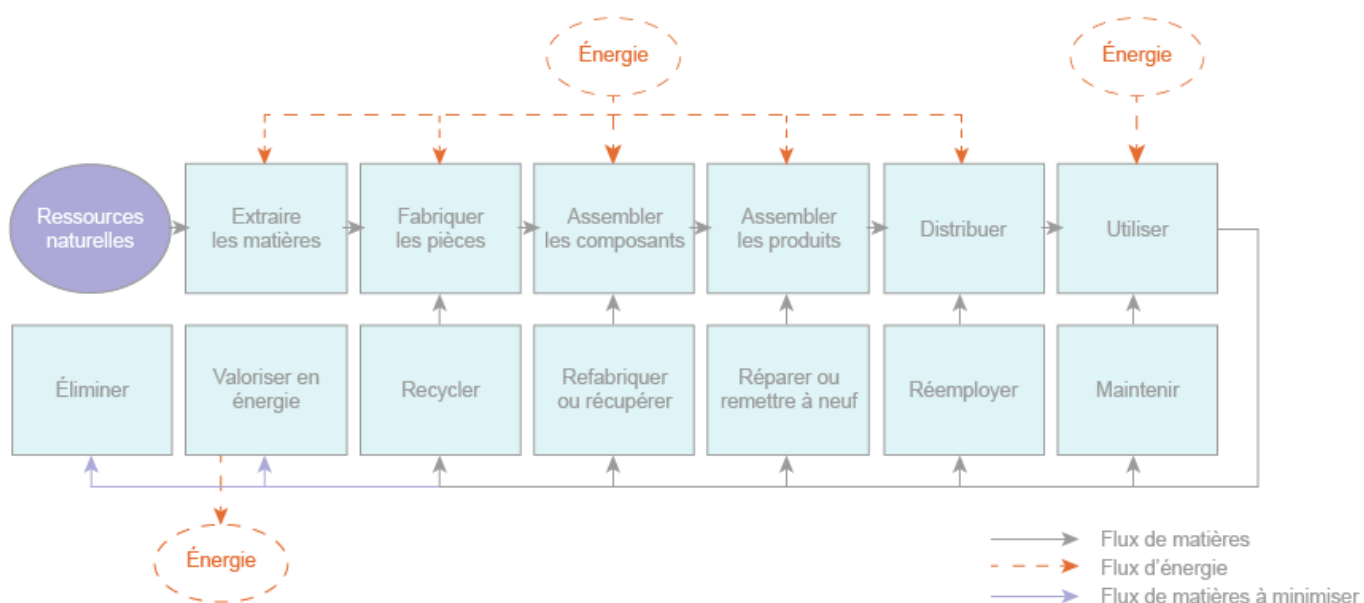 Énergie
Énergie
Ressources
naturelles
Extraire
les matières
Fabriquer
les pièces
Assembler
les composants
Assembler
les produits
Distribuer
Utiliser
Éliminer
Valoriser en
énergie
Recycler
Refabriquer
ou récupérer
Réparer ou
remettre à neuf
Réemployer
Maintenir
Énergie
Flux de matières
Flux d'énergie
Flux de matières à minimiser